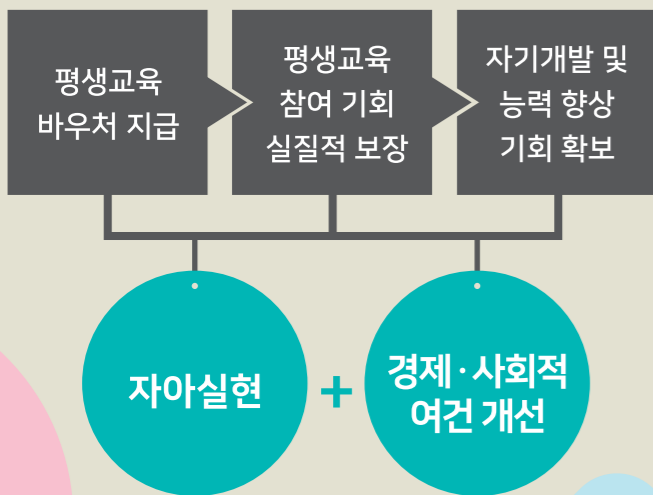 평생교육
바우처 지급
평생교육
참여 기회
실질적 보장
자기개발 및
능력 향상
기회 확보
자아실현
+
경제·사회적
여건 개선